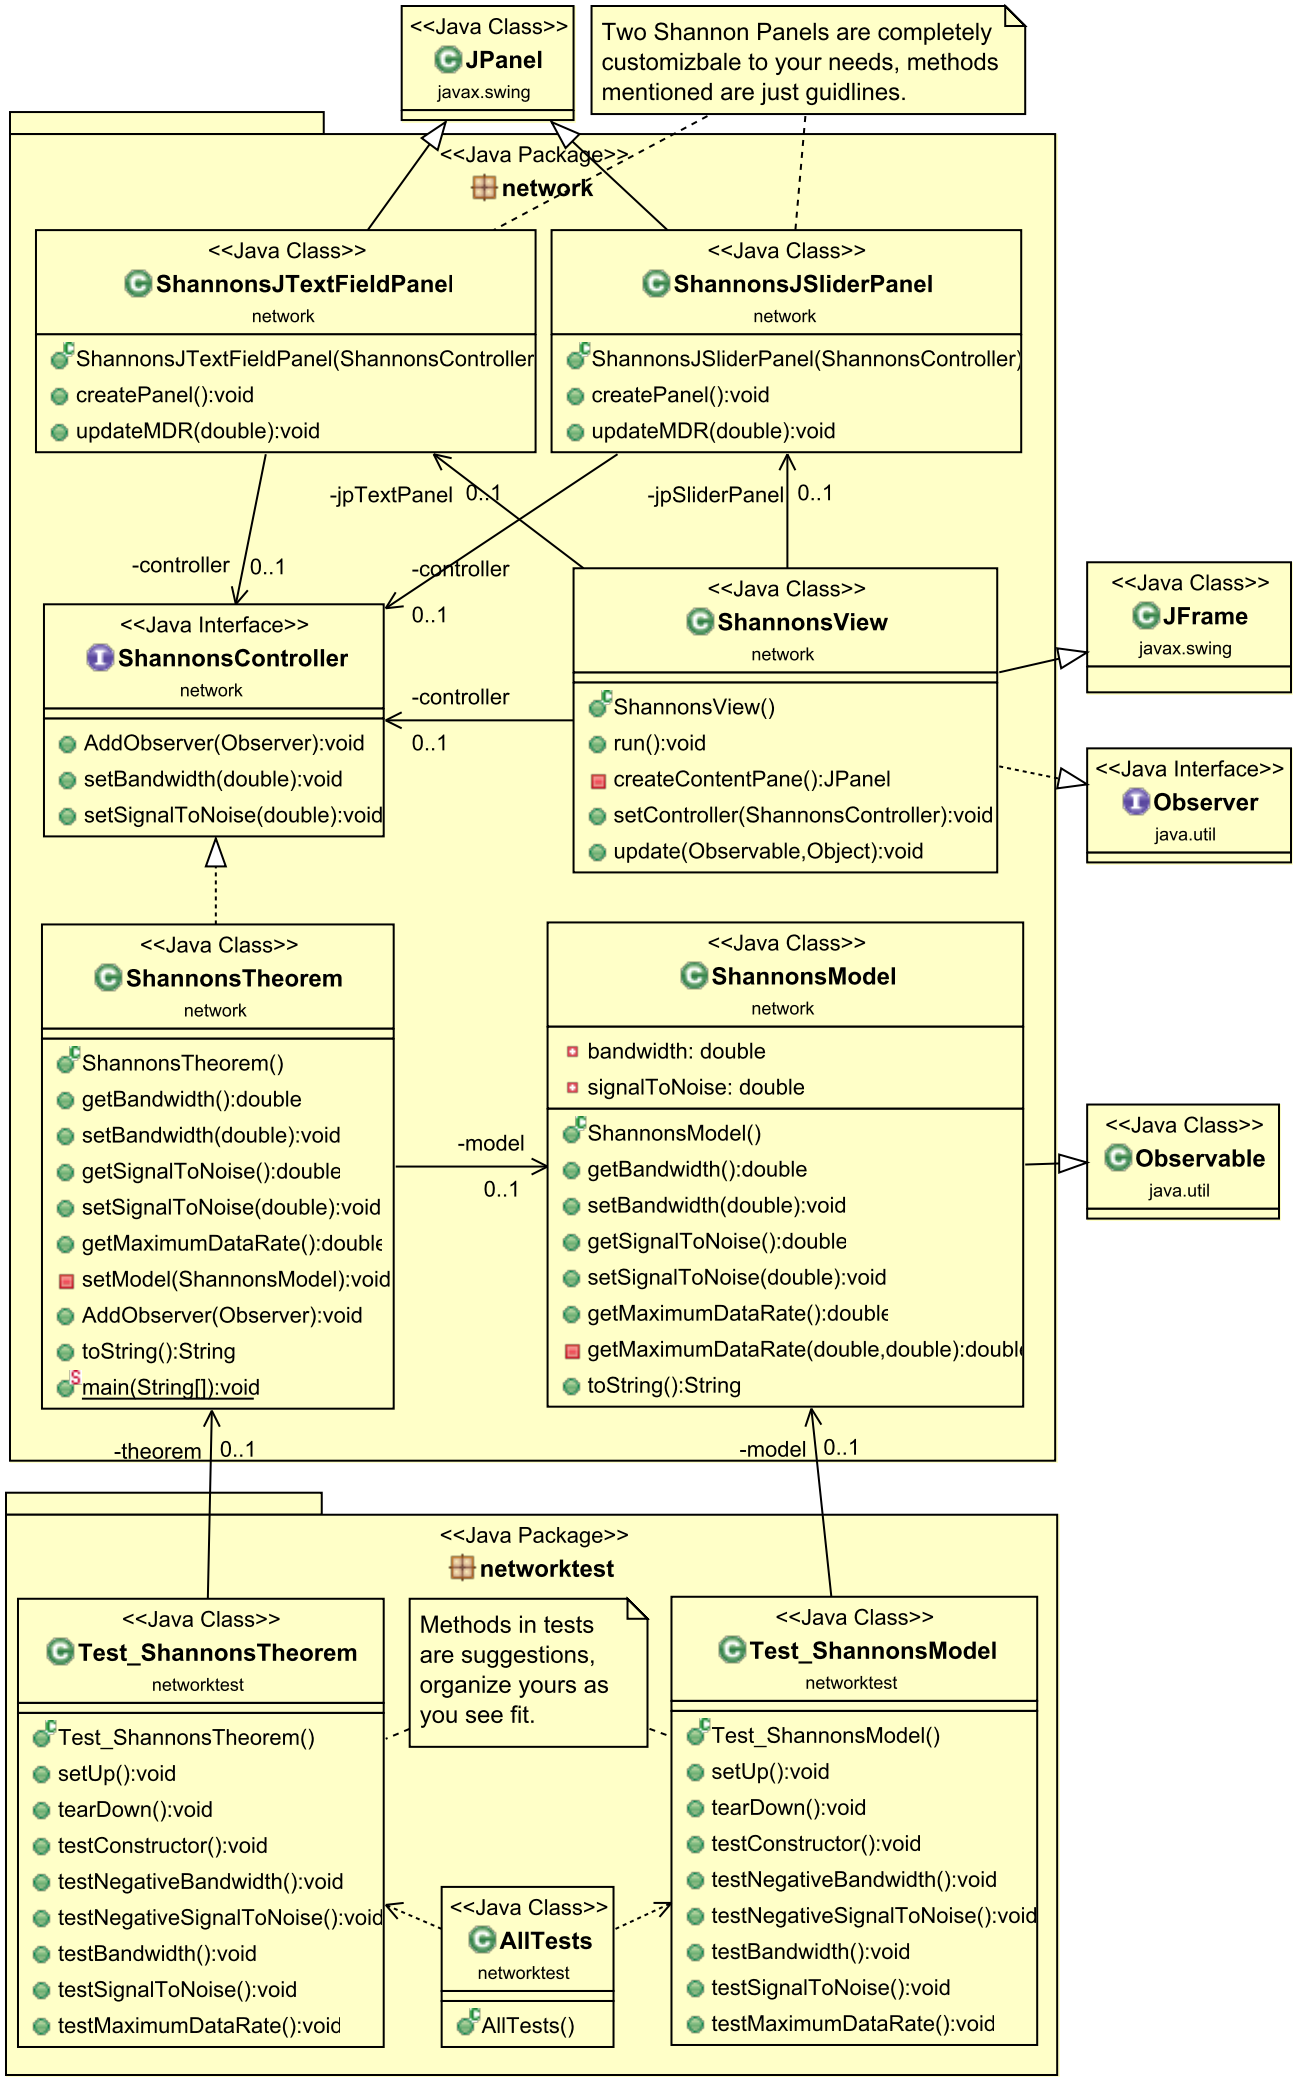 <<Java Class>>
JPanel
javax.swing
Two Shannon Panels are completely
customizbale to your needs, methods
mentioned are just guidlines.
<<Java Package>>
network
<<Java Class>>
ShannonsJTextFieldPanel
network
ShannonsJTextFieldPanel(ShannonsController
createPanel():void
updateMDR(double):void
<<Java Class>>
ShannonsJSliderPanel
network
ShannonsJSliderPanel(ShannonsController)
createPanel():void
updateMDR(double):void
-jpTextPanel 0..1
-jpSliderPanel 0..1
-controller 0..1
-controller
0..1
<<Java Interface>>
ShannonsController
network
AddObserver(Observer):void
setBandwidth(double):void
setSignalToNoise(double):void
-controller
0..1
<<Java Class>>
ShannonsView
network
ShannonsView()
run():void
createContentPane():JPanel
setController(ShannonsController):void
update(Observable,Object):void
<<Java Class>>
JFrame
javax.swing
<<Java Interface>>
Observer
java.util
<<Java Class>>
ShannonsTheorem
network
ShannonsTheorem()
getBandwidth():double
setBandwidth(double):void
getSignalToNoise():double
setSignalToNoise(double):void
getMaximumDataRate():double
setModel(ShannonsModel):void
AddObserver(Observer):void
toString():String
main(String[]):void
-model
0..1
<<Java Class>>
ShannonsModel
network
bandwidth: double
signalToNoise: double
ShannonsModel()
getBandwidth():double
setBandwidth(double):void
getSignalToNoise():double
setSignalToNoise(double):void
getMaximumDataRate():double
getMaximumDataRate(double,double):double
toString():String
<<Java Class>>
Observable
java.util
-theorem 0..1
-model 0..1
<<Java Package>>
networktest
<<Java Class>>
Test_ShannonsTheorem
networktest
Test_ShannonsTheorem()
setUp():void
tearDown():void
testConstructor():void
testNegativeBandwidth():void
testNegativeSignalToNoise():void
testBandwidth():void
testSignalToNoise():void
testMaximumDataRate():void
Methods in tests
are suggestions,
organize yours as
you see fit.
<<Java Class>>
AllTests
networktest
AllTests()
<<Java Class>>
Test_ShannonsModel
networktest
Test_ShannonsModel()
setUp():void
tearDown():void
testConstructor():void
testNegativeBandwidth():void
testNegativeSignalToNoise():void
testBandwidth():void
testSignalToNoise():void
testMaximumDataRate():void